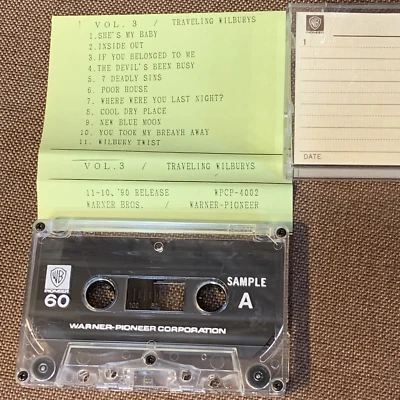 VOL. 3 / TRAVELING WILBURYS
1. SHE'S MY BABY
2. INSIDE OUT
3. IF YOU BELONGED TO ME
4. THE DEVIL'S BEEN BUSY
5. 7 DEADLY SINS
6. POOR HOUSE
7. WHERE WERE YOU LAST NIGHT?
8. COOL DRY PLACE
9. NEW BLUE MOON
10. YOU TOOK MY BREAYH AWAY
11. WILBURY TWIST
VOL. 3 / TRAVELING WILBURYS
11-10, '90 RELEASE WPCP-4002
WARNER BROS. / WARNER-PIONEER
1
DATE
SAMPLE
60 A
WARNER-PIONEER CORPORATION